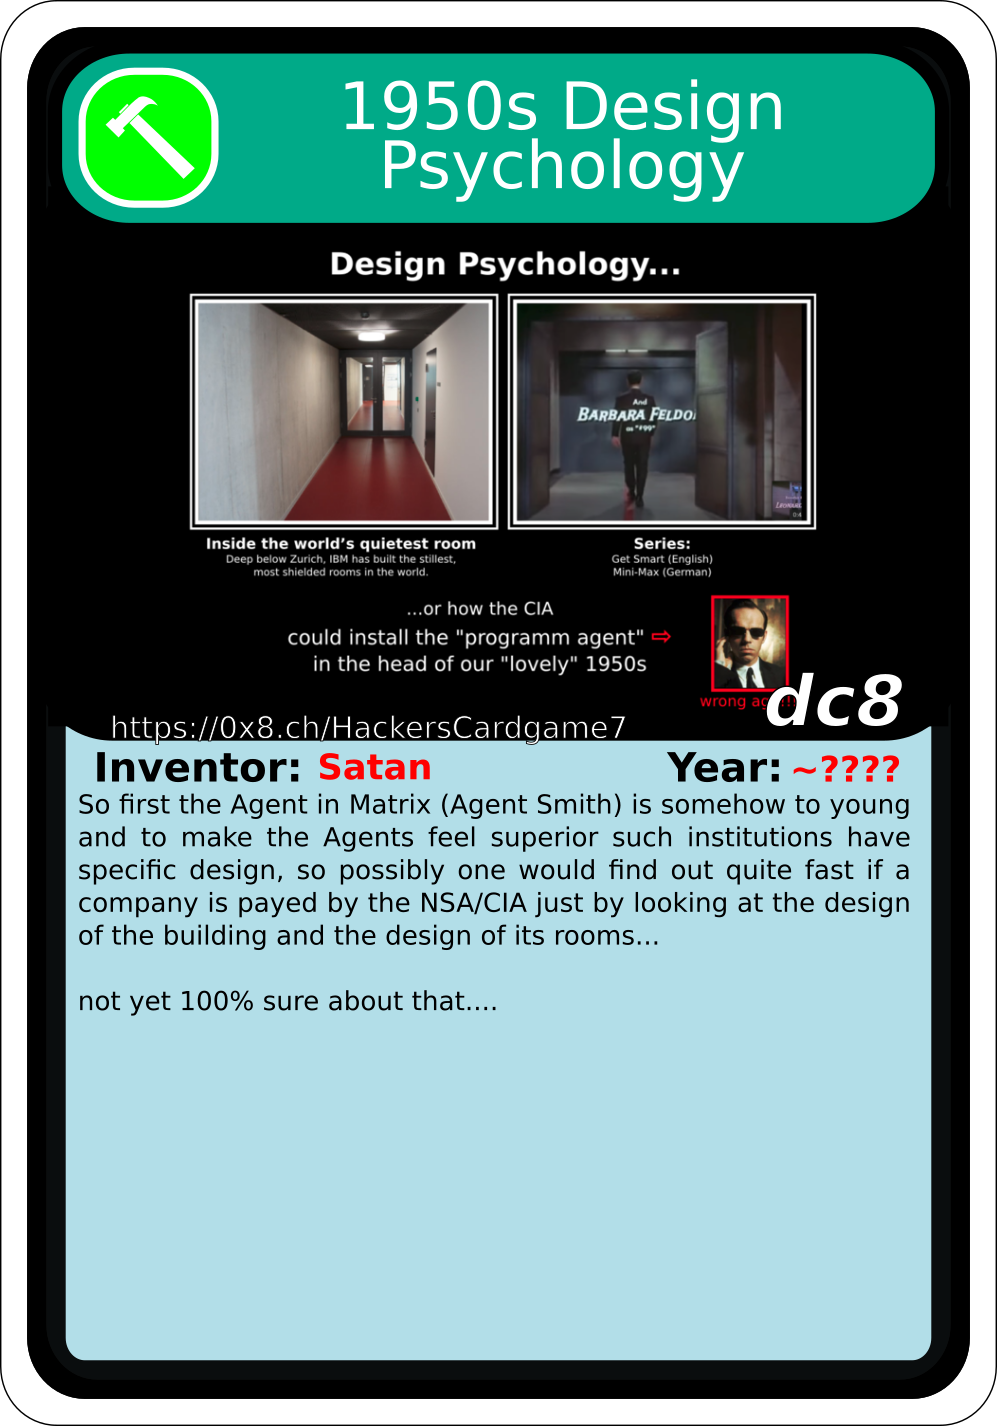 1950s Design
Psychology
Design Psychology...
And
BARBARA FELDO
as "99"
0:4
Inside the world’s quietest room
Deep below Zurich, IBM has built the stillest,
most shielded rooms in the world.
Series:
Get Smart (English)
Mini-Max (German)
...or how the CIA
could install the "programm agent" ⇨
in the head of our "lovely" 1950s
wrong
dc8
https://0x8.ch/HackersCardgame7
Inventor: Satan
Year: ~????
So first the Agent in Matrix (Agent Smith) is somehow to young
and to make the Agents feel superior such institutions have
specific design, so possibly one would find out quite fast if a
company is payed by the NSA/CIA just by looking at the design
of the building and the design of its rooms...
not yet 100% sure about that....